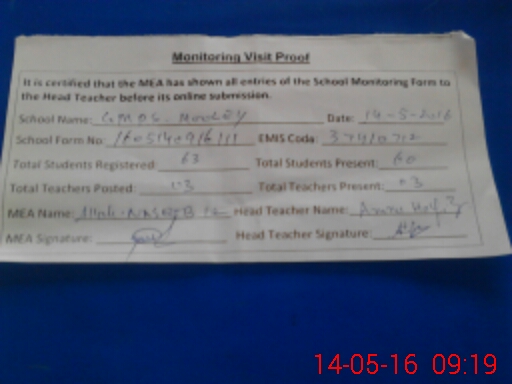 Monitoring Visit Proof
It is certified that the MEA has shown all entries of the School Monitoring Form to
the Head Teacher before its online submission.
School Name: GMPS Date: 14-5-2016
School Form No. EMIS Code:
Total Students Registered: 63 Total Students Present: 60
Total Teachers Posted: 03 Total Teachers Present: 03
MEA Name: Head Teacher Name:
MEA Signature: Head Teacher Signature:
14-05-16 09:19